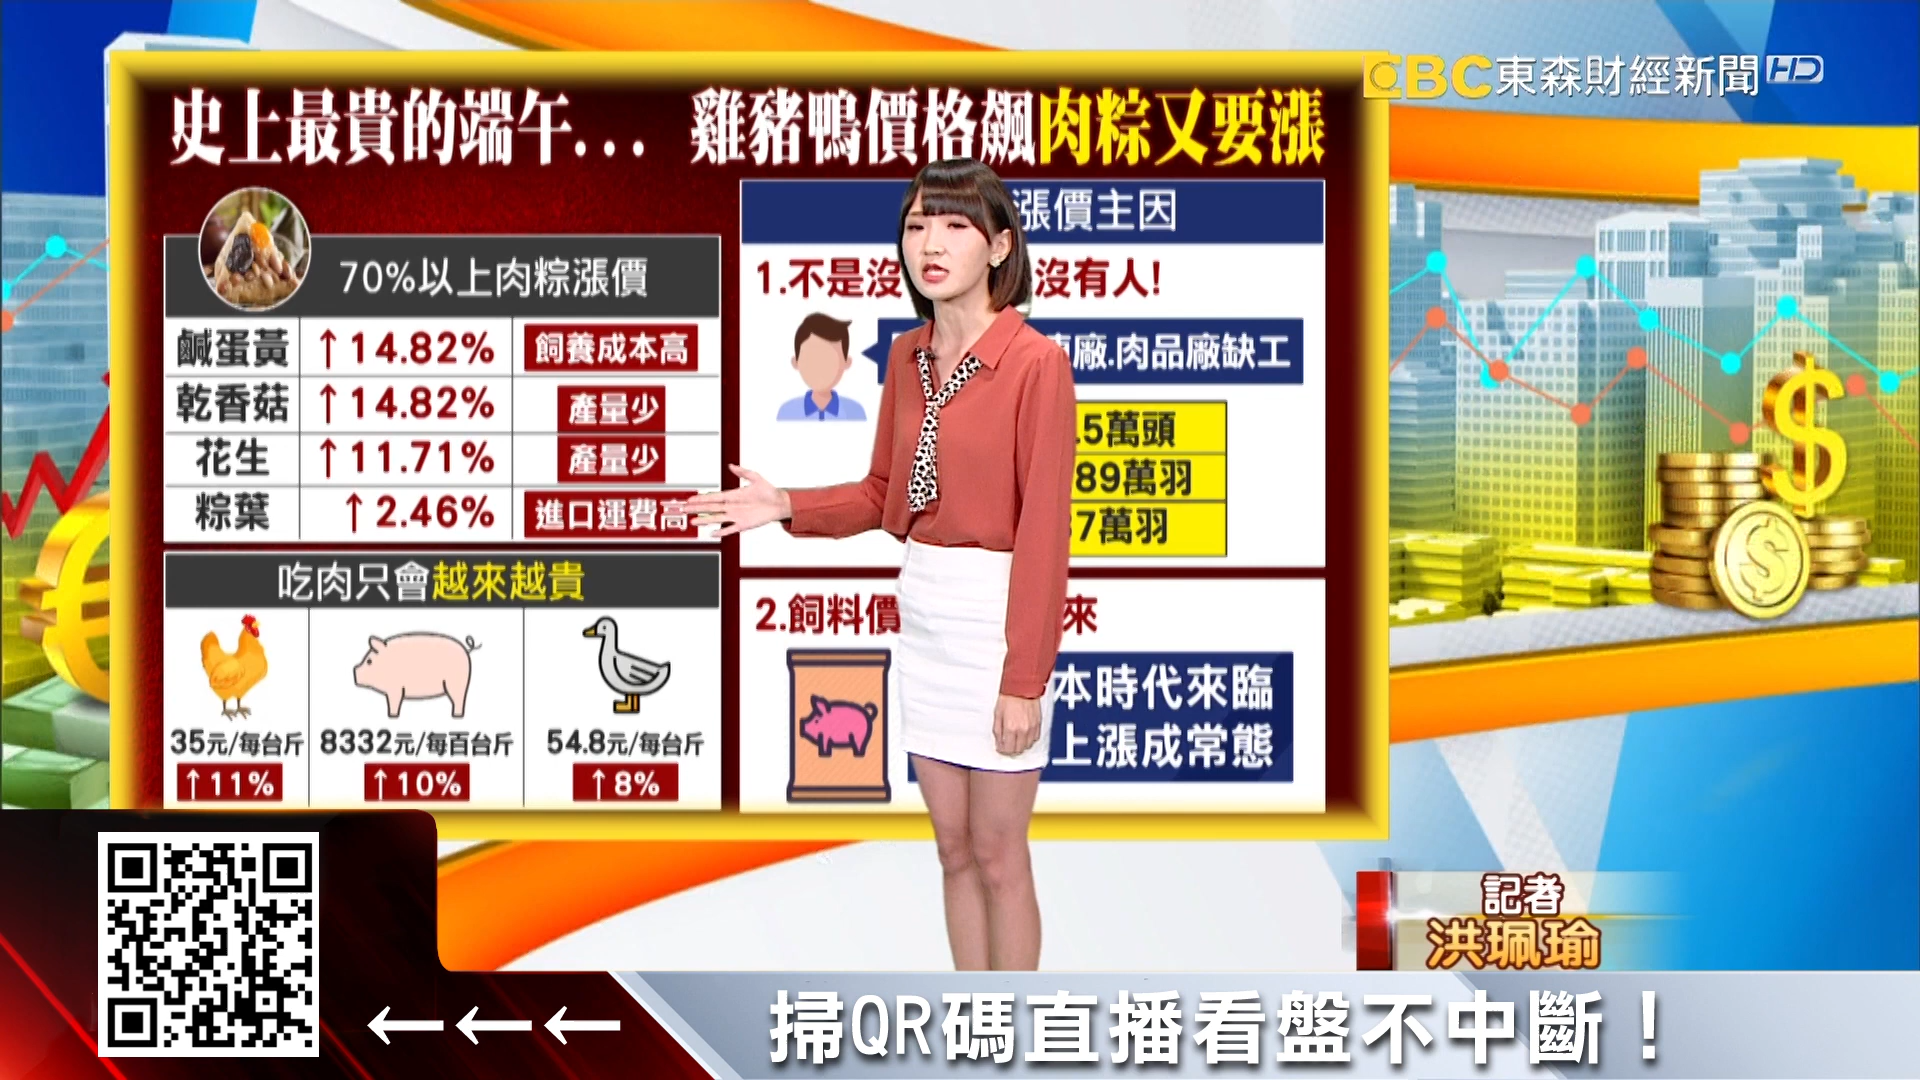 EBC東森財經新聞HD
史上最貴的端午... 雞豬鴨價格飆肉粽又要漲
70%以上肉粽漲價
鹹蛋黃 ↑14.82% 飼養成本高
乾香菇 ↑14.82% 產量少
花生 ↑11.71% 產量少
粽葉 ↑2.46% 進口運費高
吃肉只會越來越貴
35元/每台斤 8332元/每百台斤 54.8元/每台斤
↑11% ↑10% ↑8%
漲價主因
1.不是沒 沒有人!
廠.肉品廠缺工
.5萬頭
89萬羽
7萬羽
2.飼料價 來
本時代來臨
上漲成常態
記者
洪珮瑜
←←← 掃QR碼直播看盤不中斷!